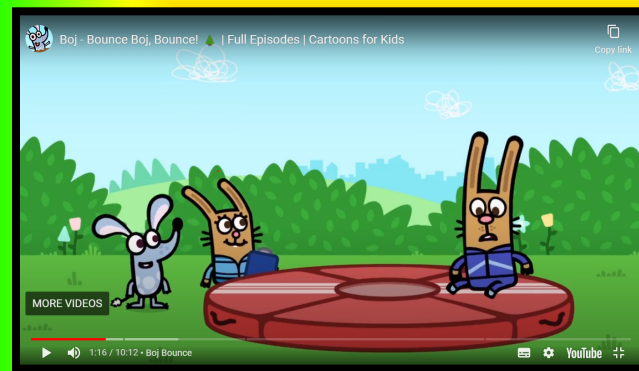 Boj - Bounce Boj, Bounce! 🌲 | Full Episodes | Cartoons for Kids
Copy link
MORE VIDEOS
1:16 / 10:12 • Boj Bounce
YouTube